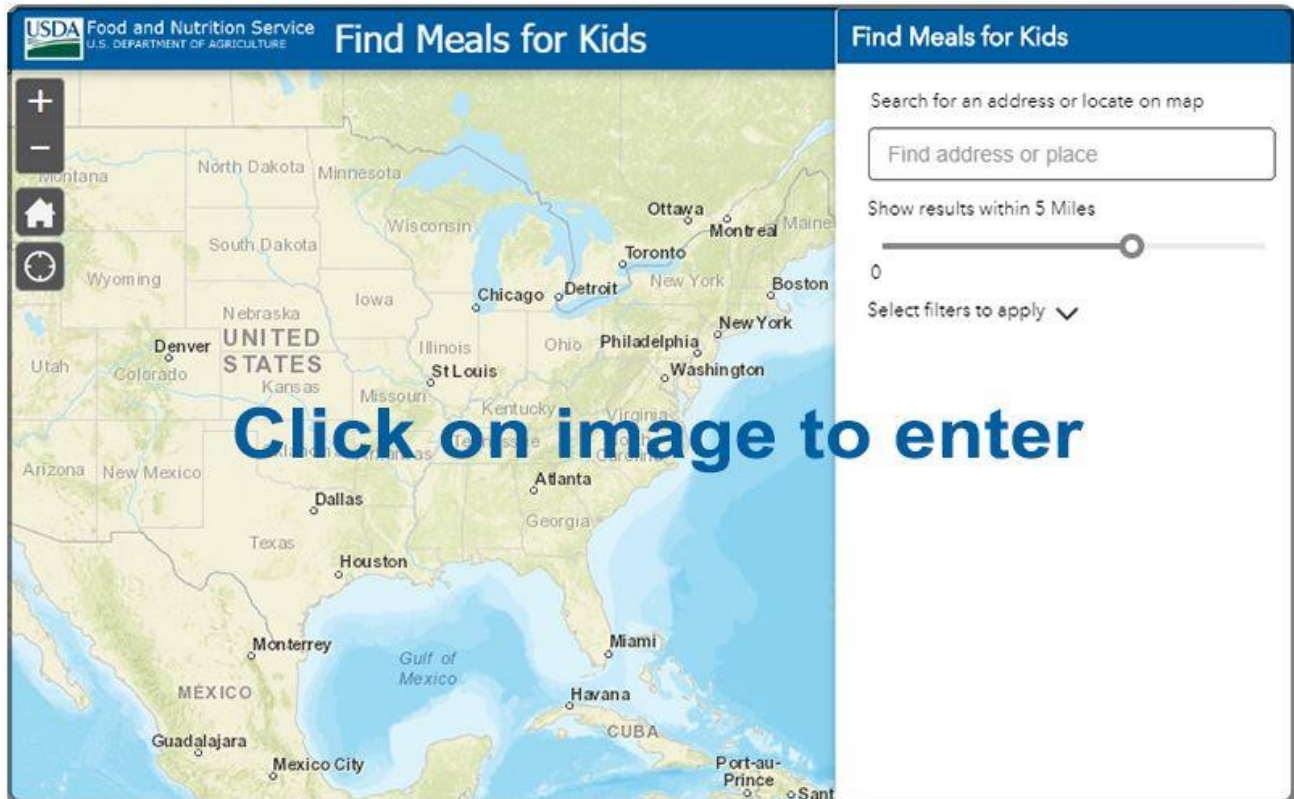 USDA Food and Nutrition Service
U.S. DEPARTMENT OF AGRICULTURE
Find Meals for Kids
Find Meals for Kids
Search for an address or locate on map
Find address or place
Show results within 5 Miles
0
Select filters to apply
+
−
Montana
North Dakota
Minnesota
Ottawa
Montreal
Maine
Wisconsin
South Dakota
Toronto
Wyoming
Iowa
Chicago
Detroit
New York
Boston
Nebraska
New York
Denver
UNITED
STATES
Illinois
Ohio
Philadelphia
Utah
Colorado
St Louis
Washington
Kansas
Missouri
Kentucky
Virginia
Click on image to enter
Arizona
New Mexico
Atlanta
Dallas
Georgia
Texas
Houston
Monterrey
Gulf of
Mexico
Miami
MÉXICO
Havana
CUBA
Guadalajara
Mexico City
Port-au-
Prince
Sant